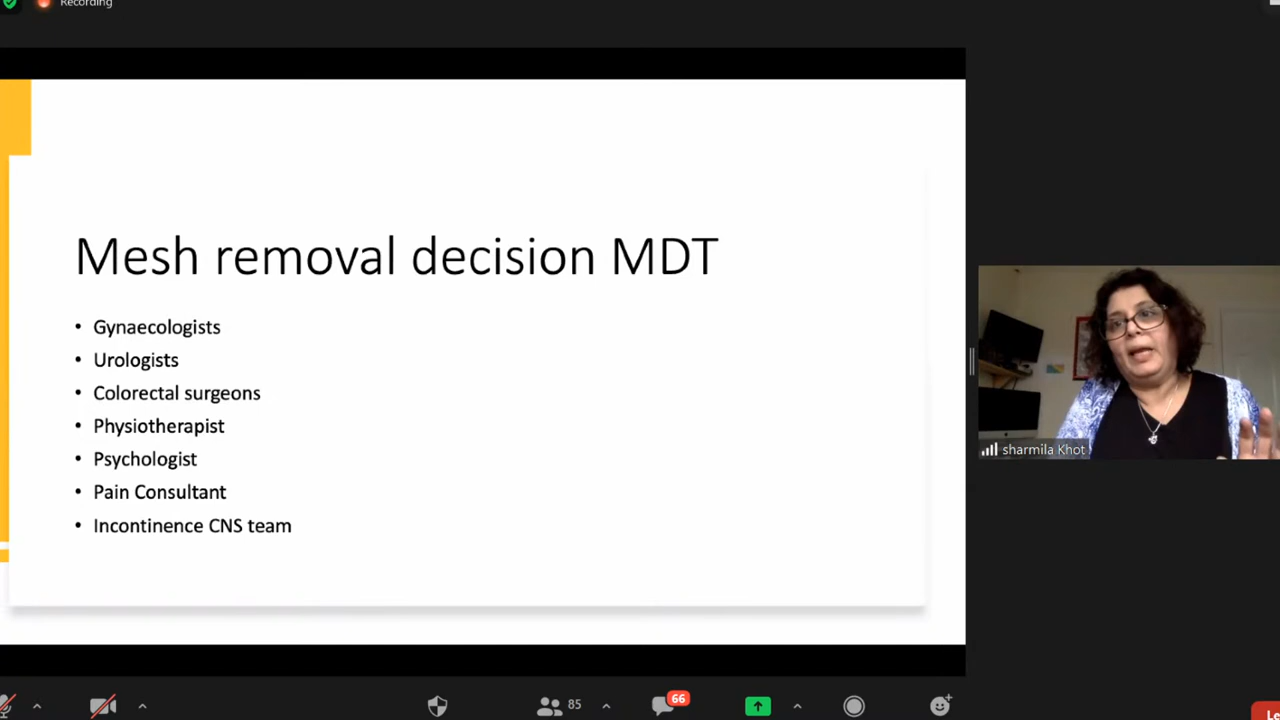 Recording
Mesh removal decision MDT
• Gynaecologists
• Urologists
• Colorectal surgeons
• Physiotherapist
• Psychologist
• Pain Consultant
• Incontinence CNS team
sharmila Khot
85
66